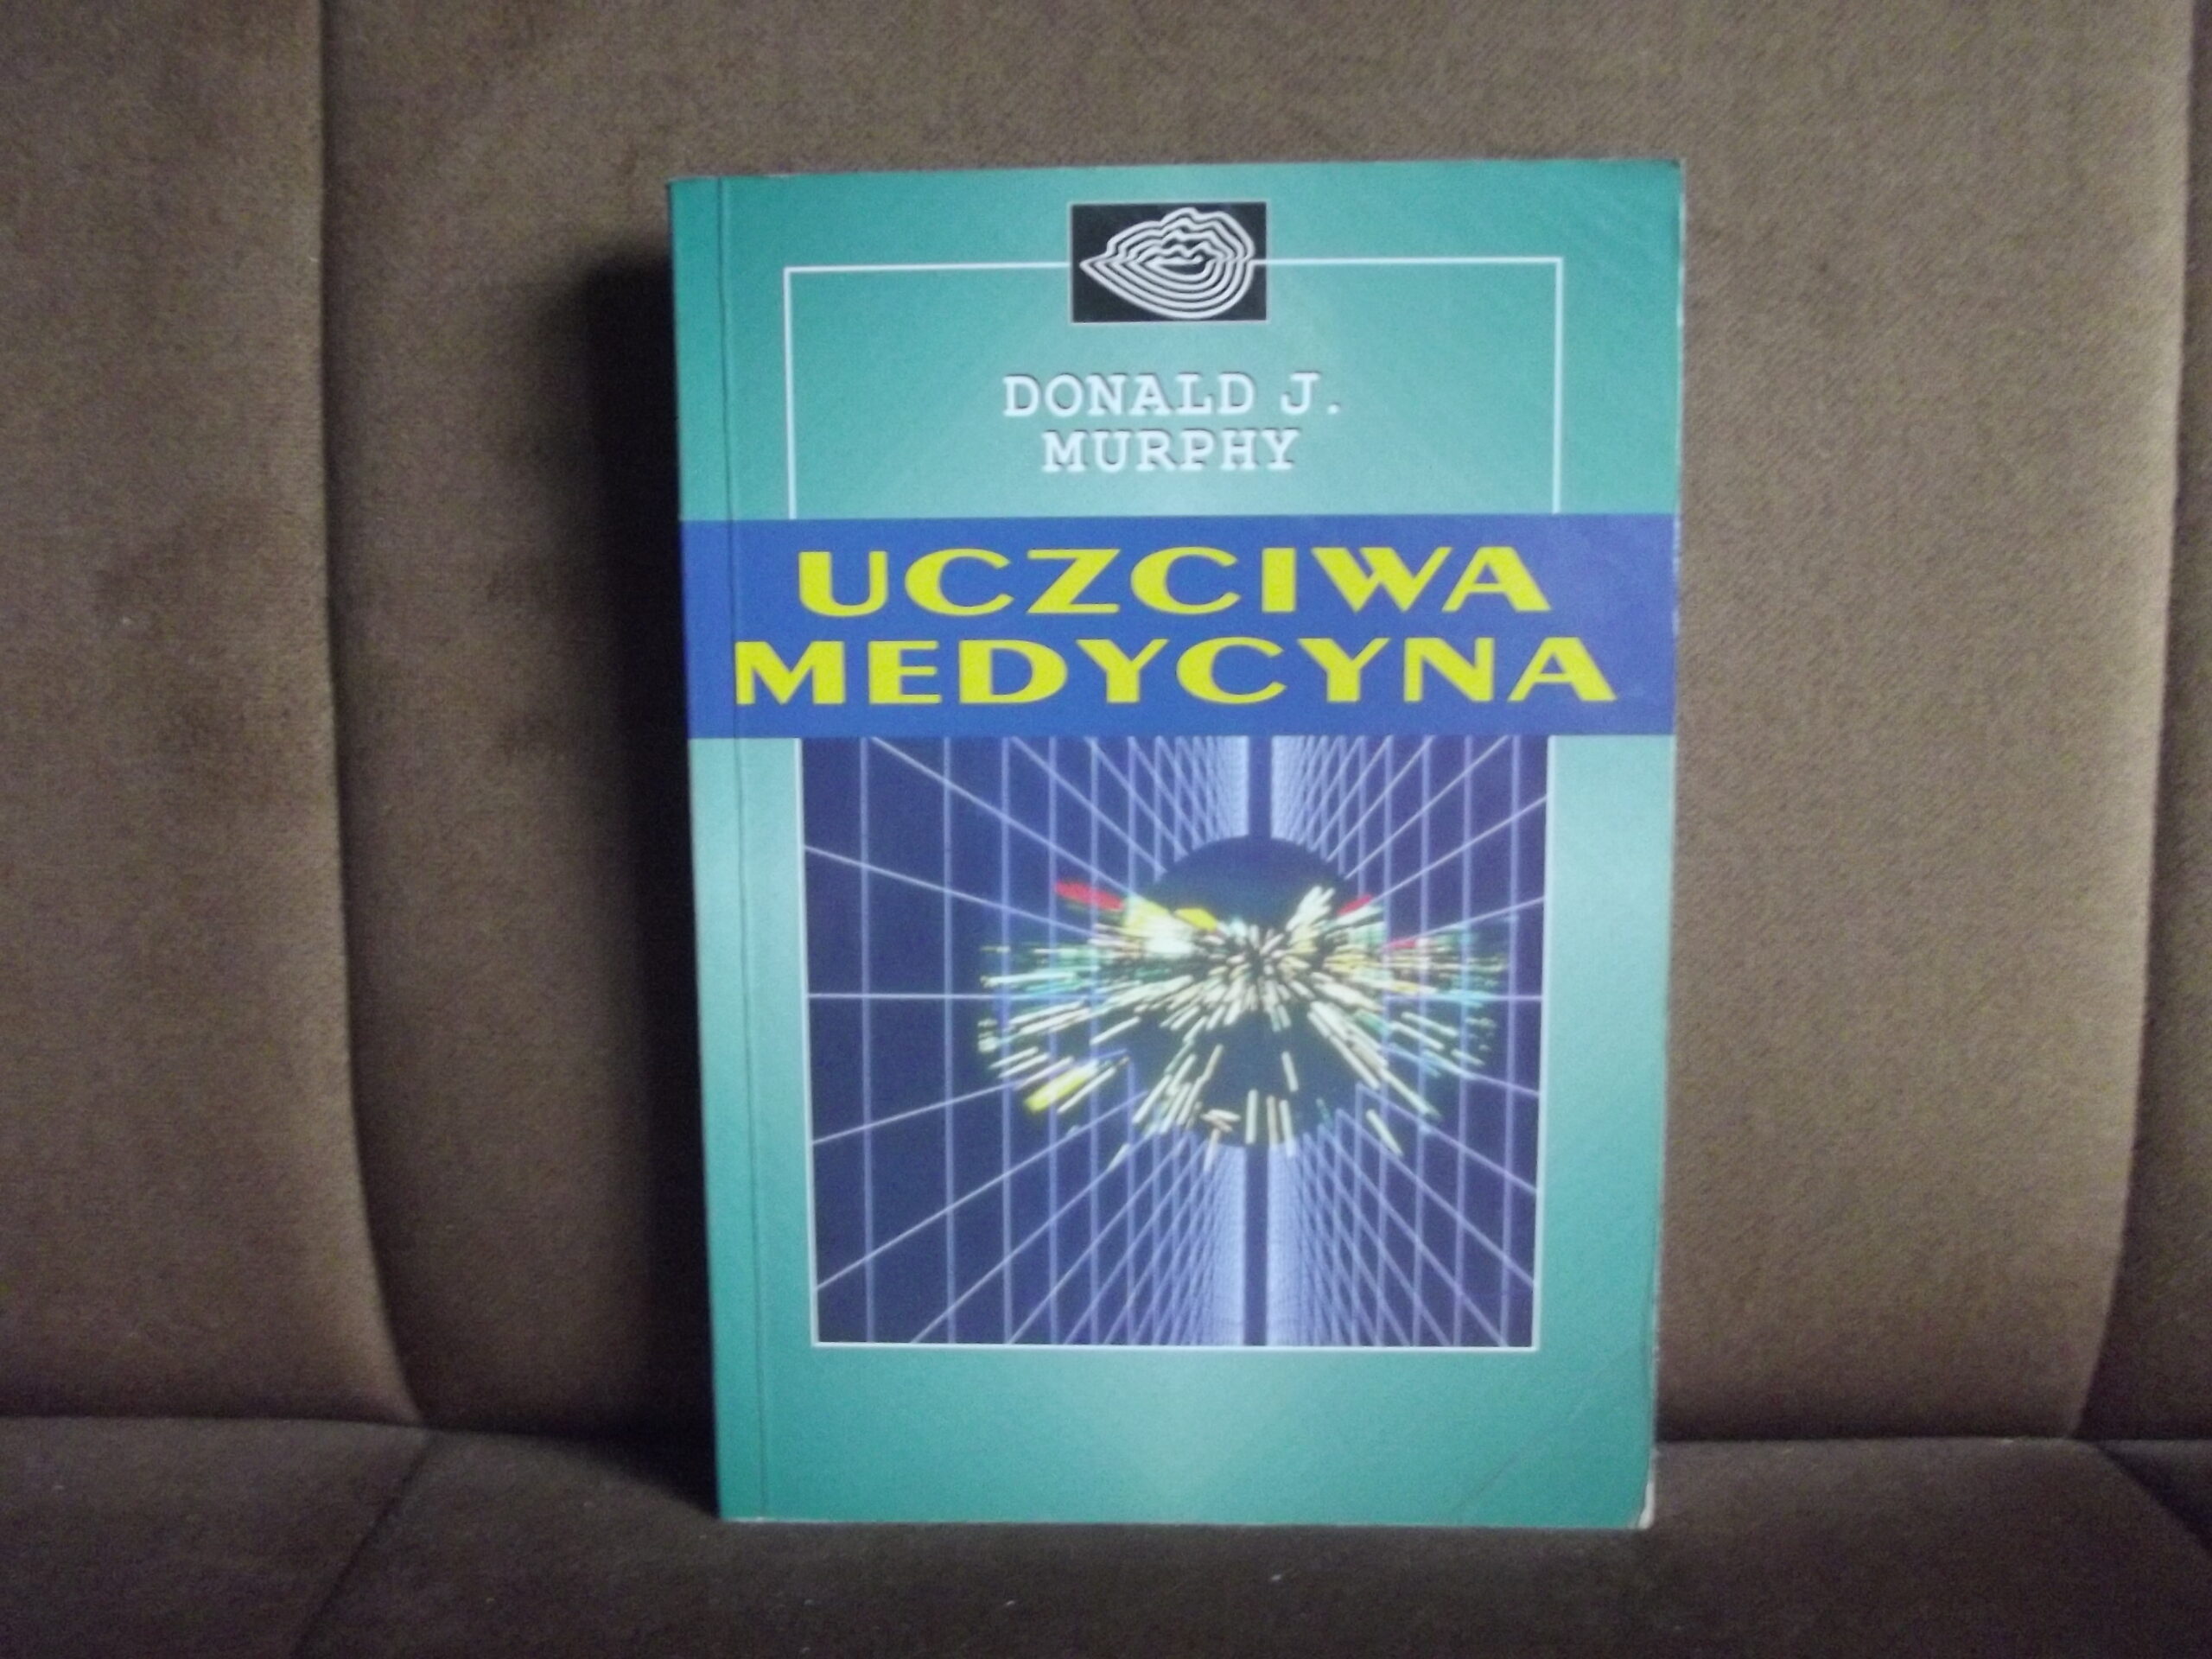 DONALD J.
MURPHY
UCZCIWA
MEDYCYNA